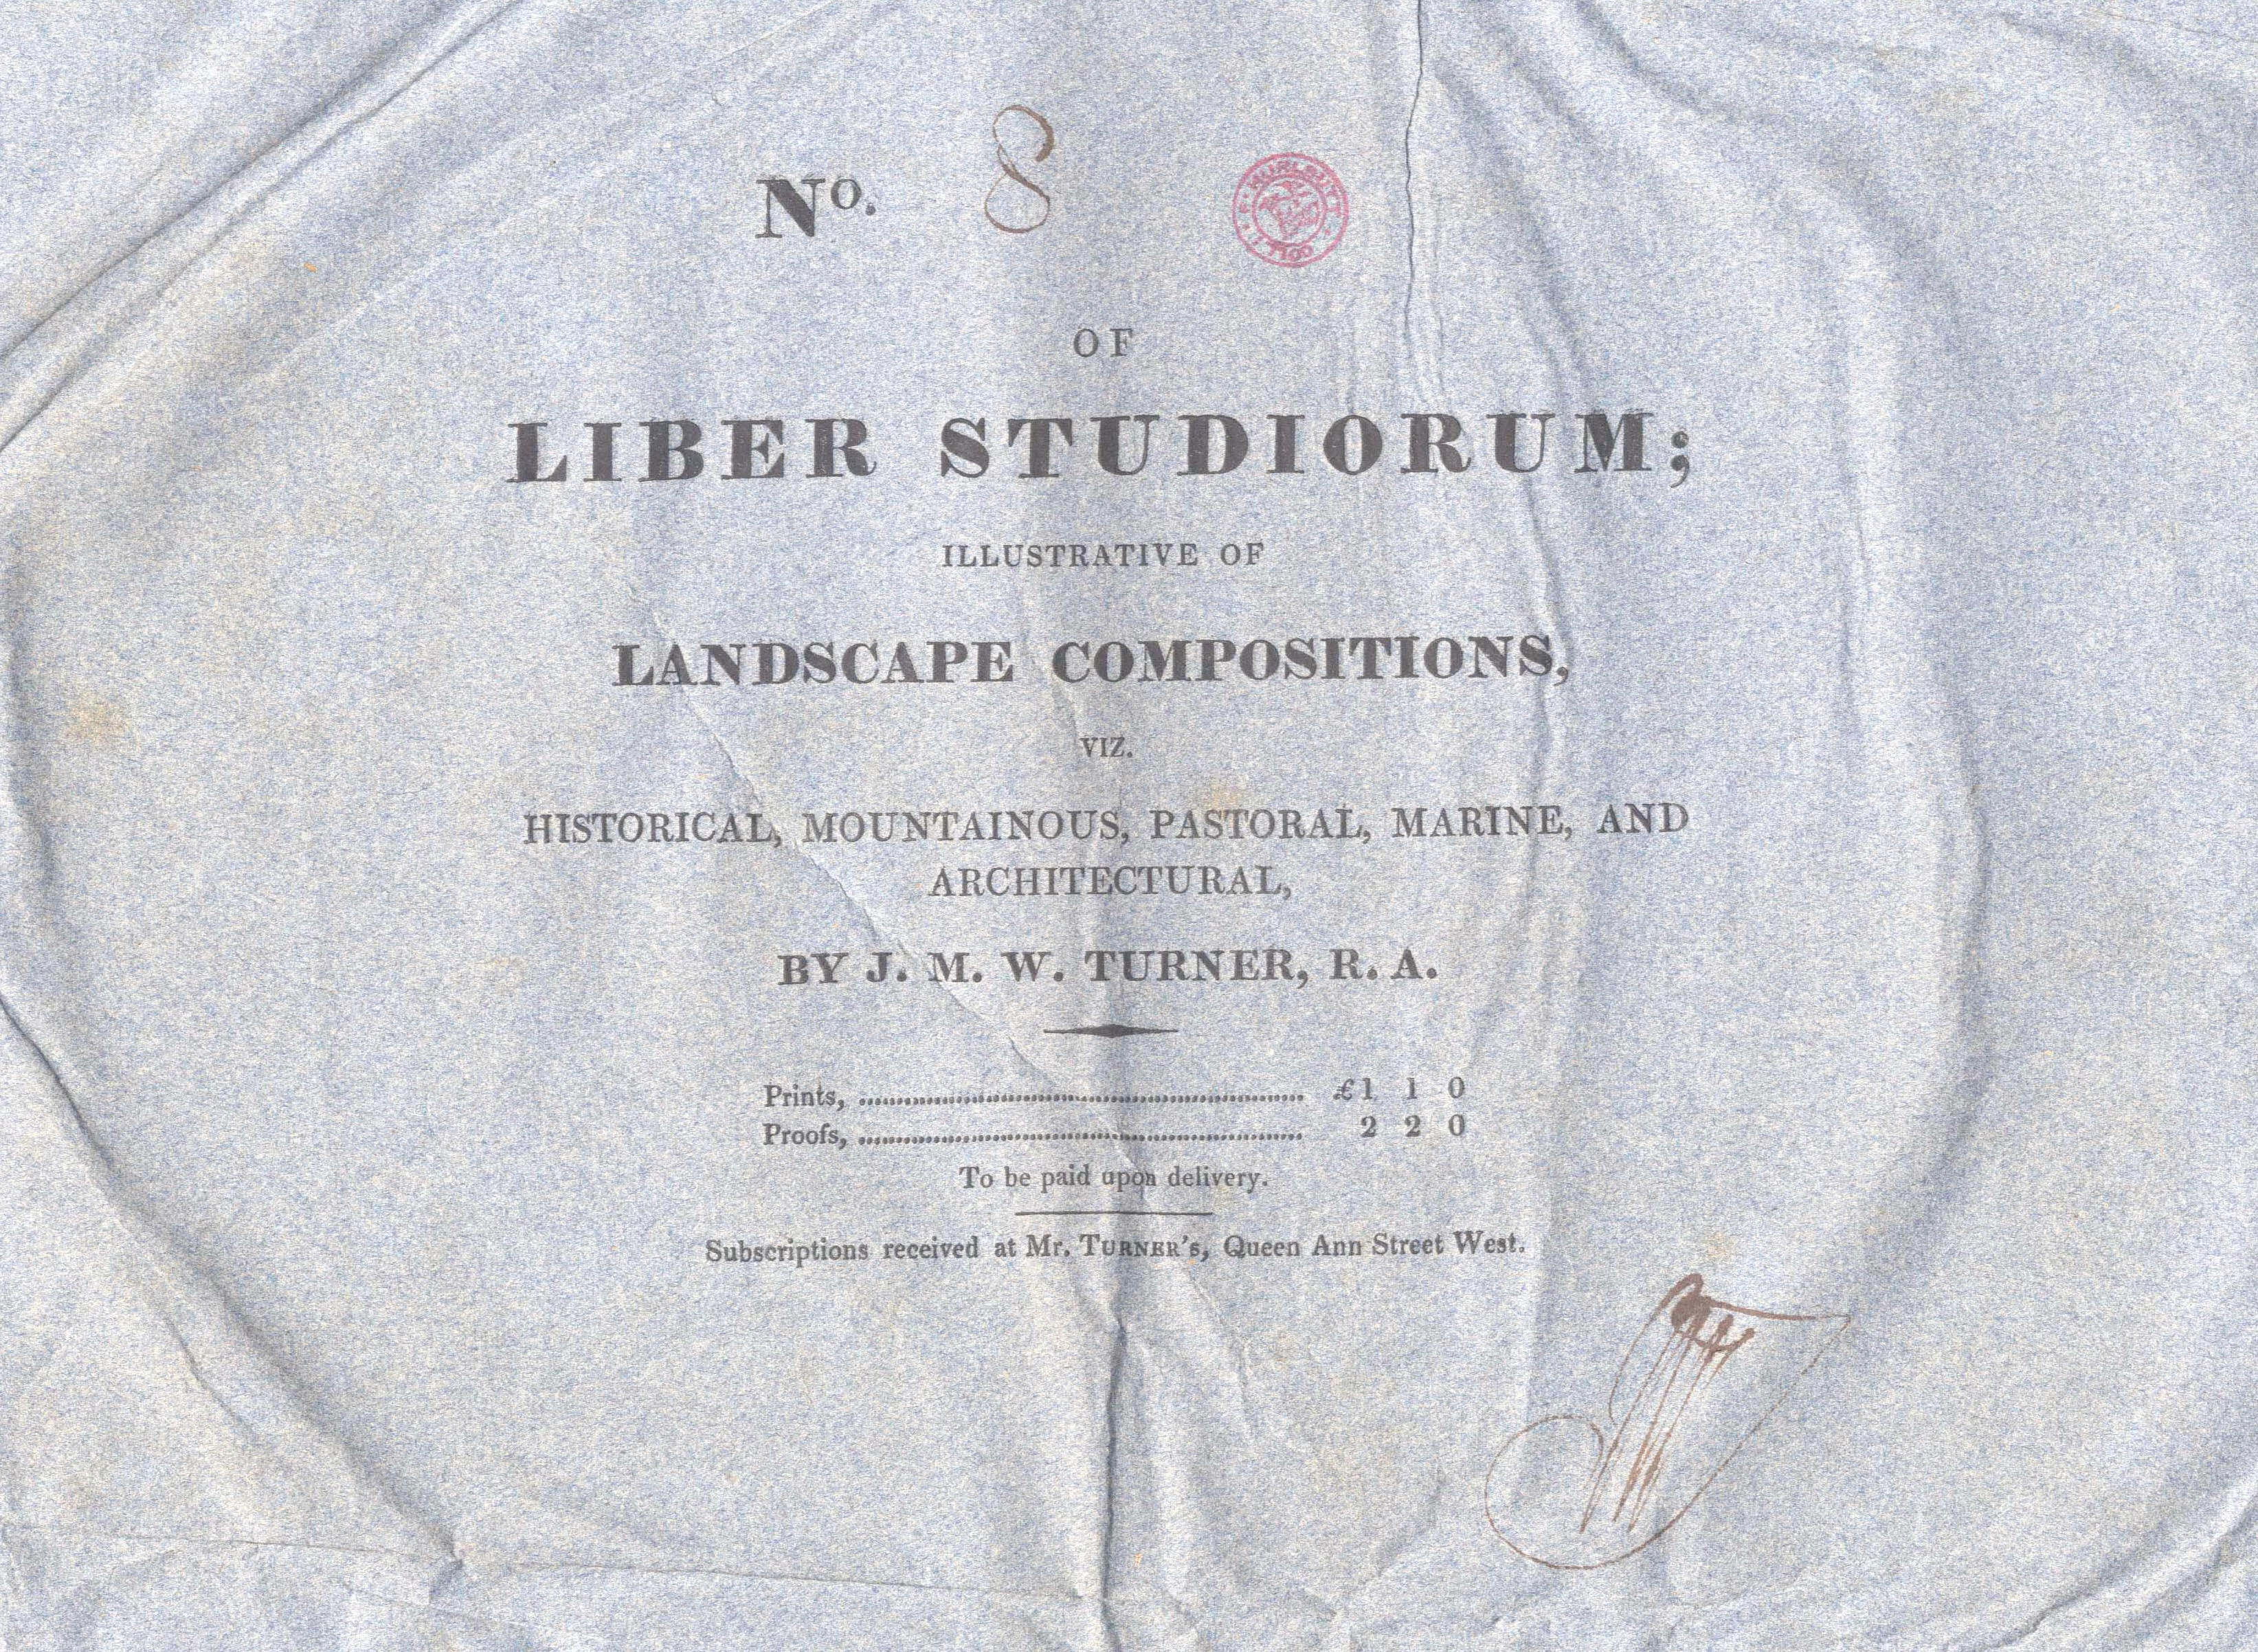 No. 8
HURLBUTT
COLL
OF
LIBER STUDIORUM;
ILLUSTRATIVE OF
LANDSCAPE COMPOSITIONS,
VIZ.
HISTORICAL, MOUNTAINOUS, PASTORAL, MARINE, AND
ARCHITECTURAL,
BY J. M. W. TURNER, R. A.
Prints, ........................................ £1 1 0
Proofs, ........................................ 2 2 0
To be paid upon delivery.
Subscriptions received at Mr. TURNER's, Queen Ann Street West.